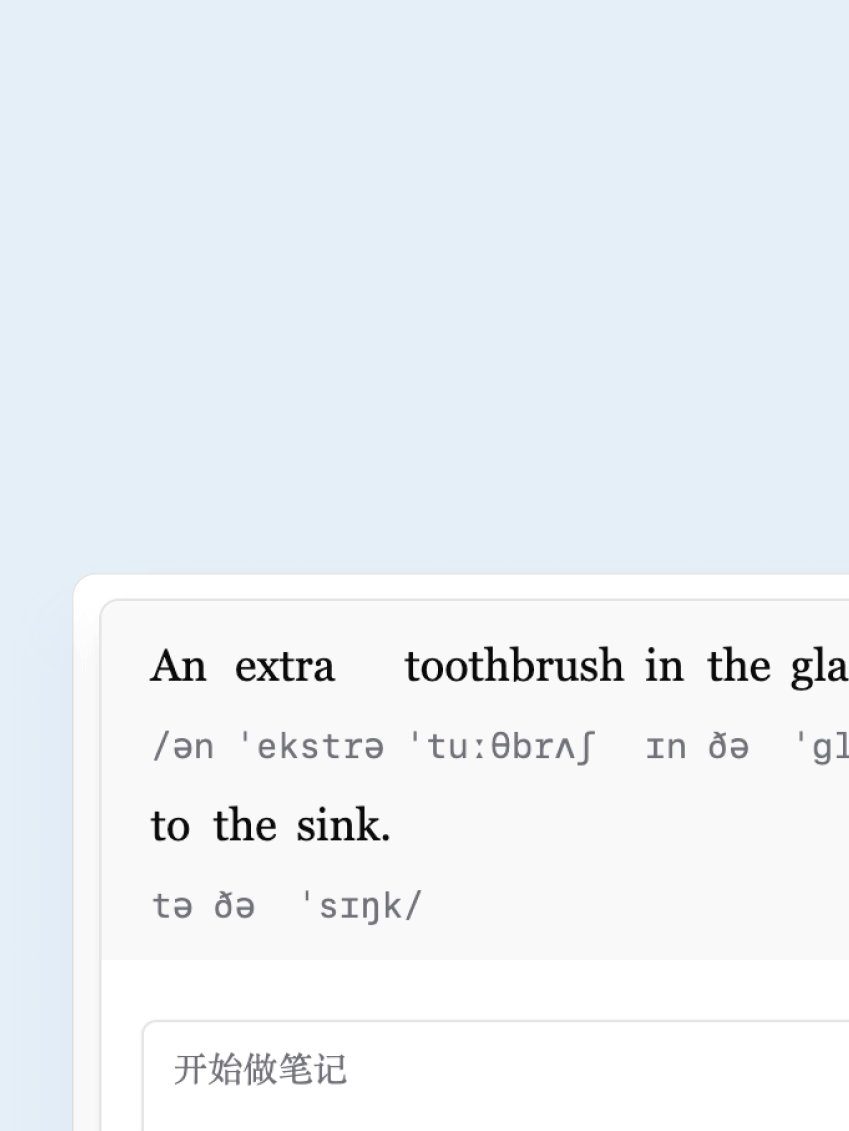 An extra toothbrush in the gla
/ən ˈekstrə ˈtuːθbrʌʃ ɪn ðə ˈɡl
to the sink.
tə ðə ˈsɪŋk/
开始做笔记